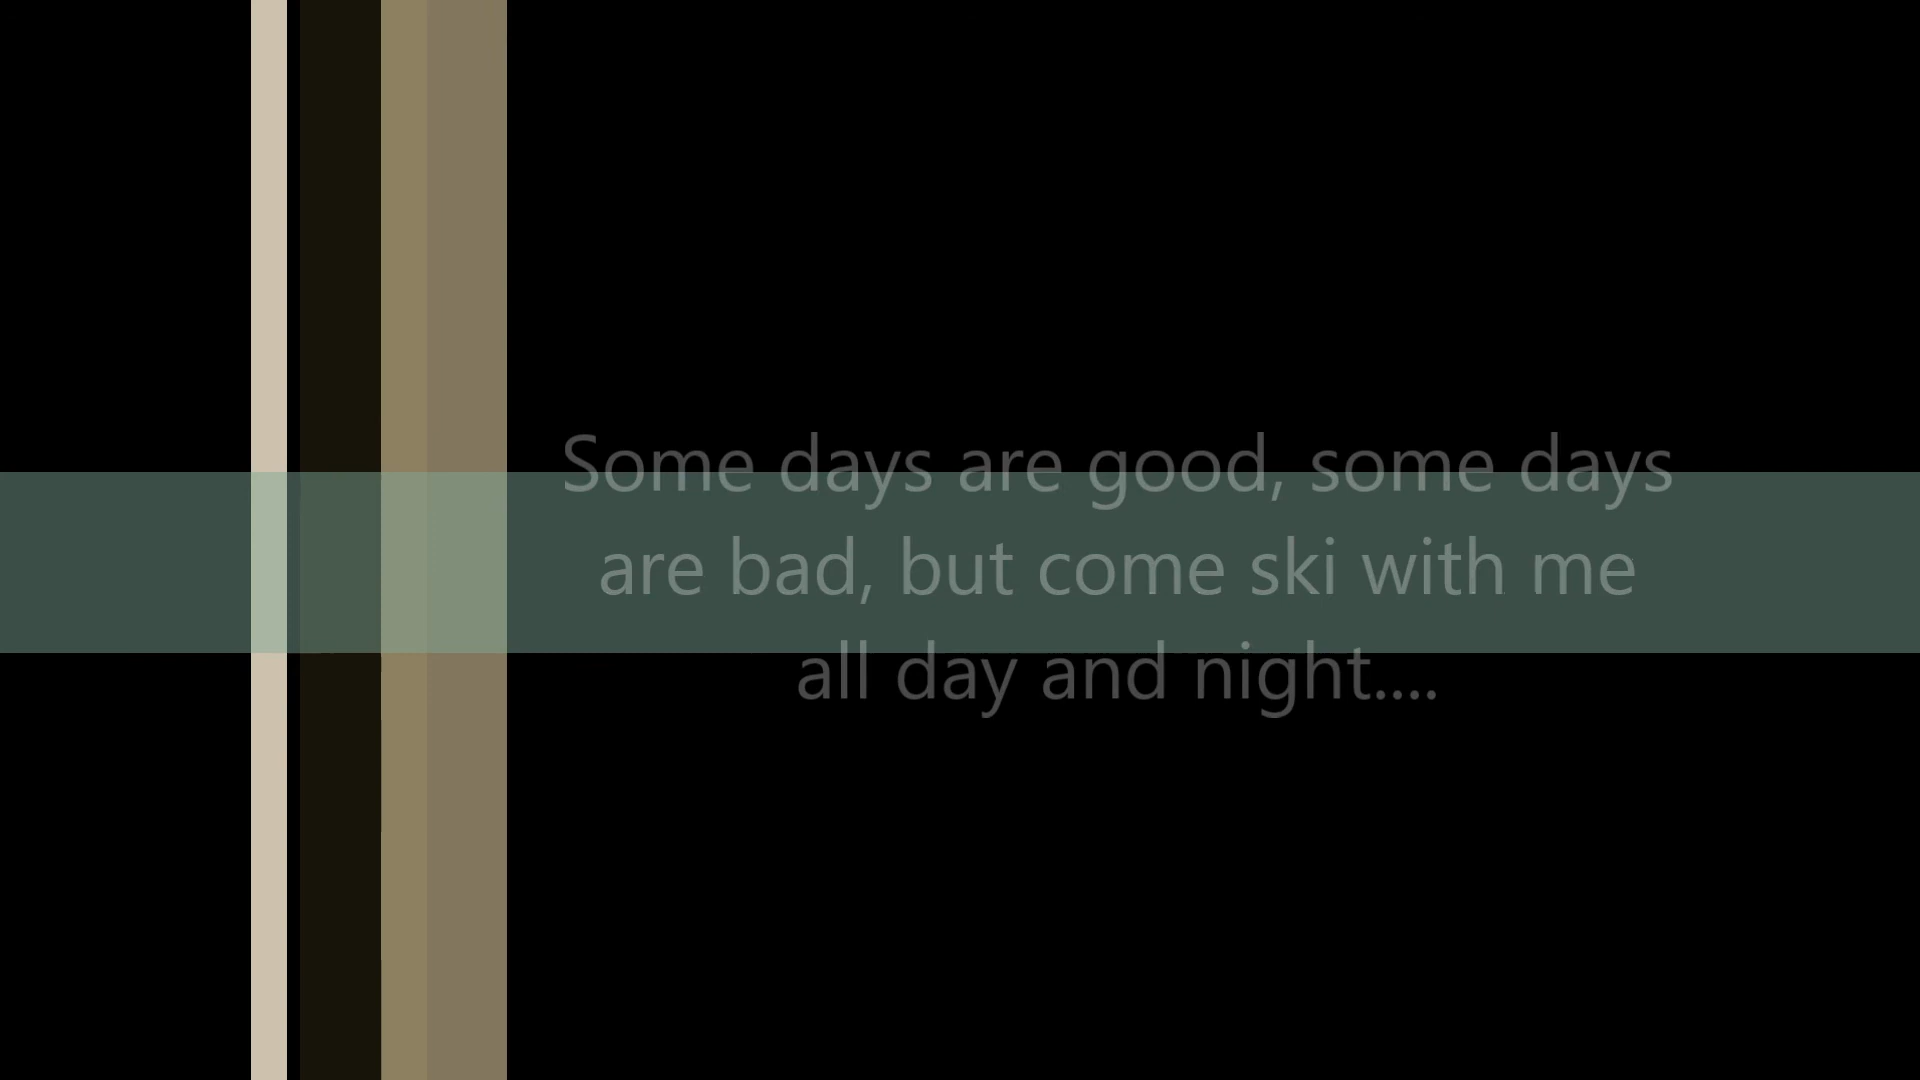 Some days are good, some days
are bad, but come ski with me
all day and night....